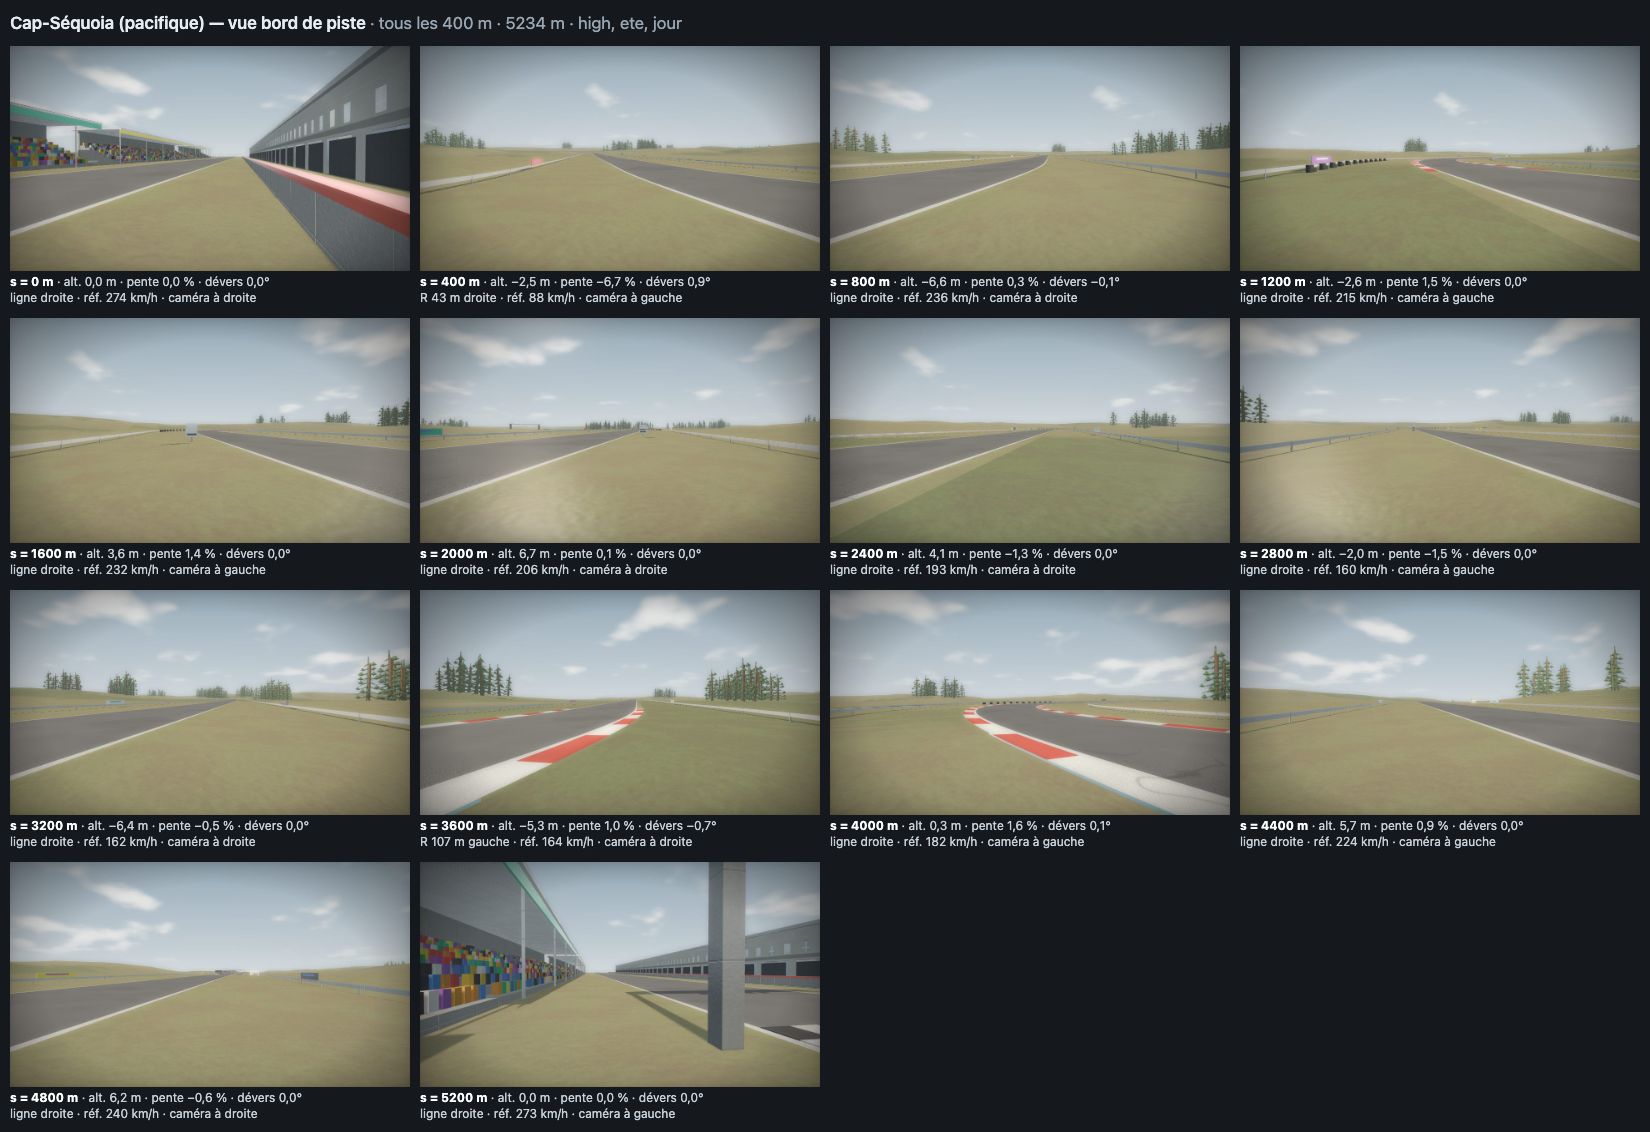 Cap-Séquoia (pacifique) — vue bord de piste · tous les 400 m · 5234 m · high, ete, jour
s = 0 m · alt. 0,0 m · pente 0,0 % · dévers 0,0°
ligne droite · réf. 274 km/h · caméra à droite
s = 400 m · alt. −2,5 m · pente −6,7 % · dévers 0,9°
R 43 m droite · réf. 88 km/h · caméra à gauche
s = 800 m · alt. −6,6 m · pente 0,3 % · dévers −0,1°
ligne droite · réf. 236 km/h · caméra à droite
s = 1200 m · alt. −2,6 m · pente 1,5 % · dévers 0,0°
ligne droite · réf. 215 km/h · caméra à gauche
s = 1600 m · alt. 3,6 m · pente 1,4 % · dévers 0,0°
ligne droite · réf. 232 km/h · caméra à gauche
s = 2000 m · alt. 6,7 m · pente 0,1 % · dévers 0,0°
ligne droite · réf. 206 km/h · caméra à droite
s = 2400 m · alt. 4,1 m · pente −1,3 % · dévers 0,0°
ligne droite · réf. 193 km/h · caméra à droite
s = 2800 m · alt. −2,0 m · pente −1,5 % · dévers 0,0°
ligne droite · réf. 160 km/h · caméra à gauche
s = 3200 m · alt. −6,4 m · pente −0,5 % · dévers 0,0°
ligne droite · réf. 162 km/h · caméra à droite
s = 3600 m · alt. −5,3 m · pente 1,0 % · dévers −0,7°
R 107 m gauche · réf. 164 km/h · caméra à droite
s = 4000 m · alt. 0,3 m · pente 1,6 % · dévers 0,1°
ligne droite · réf. 182 km/h · caméra à gauche
s = 4400 m · alt. 5,7 m · pente 0,9 % · dévers 0,0°
ligne droite · réf. 224 km/h · caméra à gauche
s = 4800 m · alt. 6,2 m · pente −0,6 % · dévers 0,0°
ligne droite · réf. 240 km/h · caméra à droite
s = 5200 m · alt. 0,0 m · pente 0,0 % · dévers 0,0°
ligne droite · réf. 273 km/h · caméra à gauche